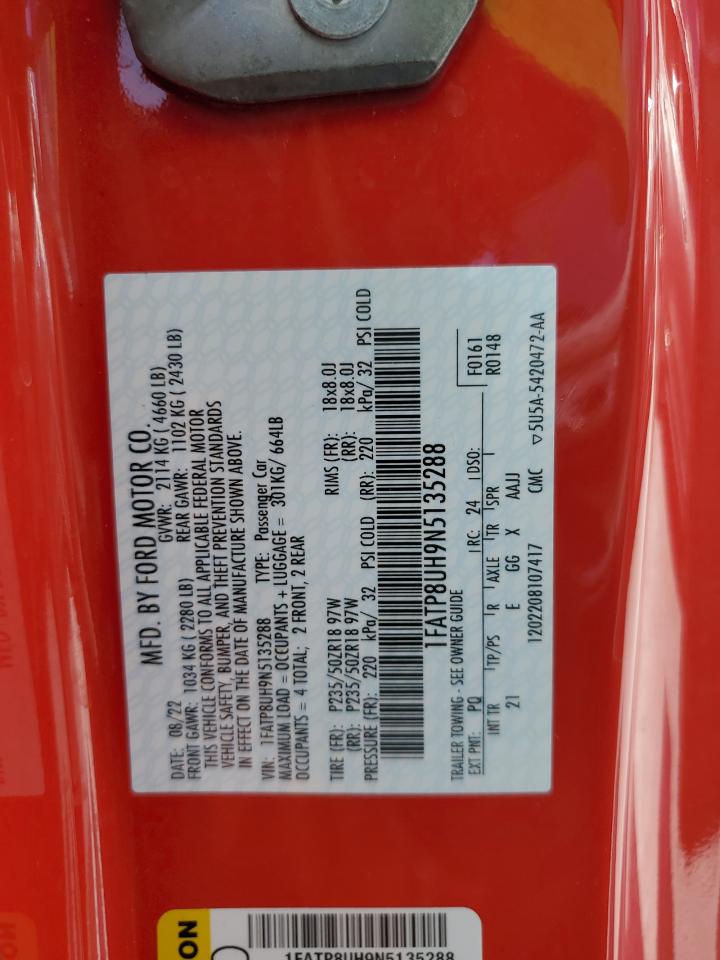 MFD. BY FORD MOTOR CO.
DATE: 08/22 GVWR: 2114 KG ( 4660 LB)
FRONT GAWR: 1034 KG ( 2280 LB) REAR GAWR: 1102 KG ( 2430 LB)
THIS VEHICLE CONFORMS TO ALL APPLICABLE FEDERAL MOTOR
VEHICLE SAFETY, BUMPER, AND THEFT PREVENTION STANDARDS
IN EFFECT ON THE DATE OF MANUFACTURE SHOWN ABOVE.
VIN: 1FATP8UH9N5135288 TYPE: Passenger Car
MAXIMUM LOAD = OCCUPANTS + LUGGAGE = 301KG/ 664LB
OCCUPANTS = 4 TOTAL; 2 FRONT, 2 REAR
TIRE (FR): P235/50ZR18 97W RIMS (FR): 18x8.0J
(RR): P235/50ZR18 97W (RR): 18x8.0J
PRESSURE (FR): 220 kPa/ 32 PSI COLD (RR): 220 kPa/ 32 PSI COLD
1FATP8UH9N5135288
TRAILER TOWING - SEE OWNER GUIDE F0161
EXT PNT: PQ RC: 24 DSO: R0148
INT TR TP/PS R AXLE TR SPR
21 E GG X AAJJ
1202208107417 CMC ▽5U5A-5420472-AA
ON
1FATP8UH9N5135288